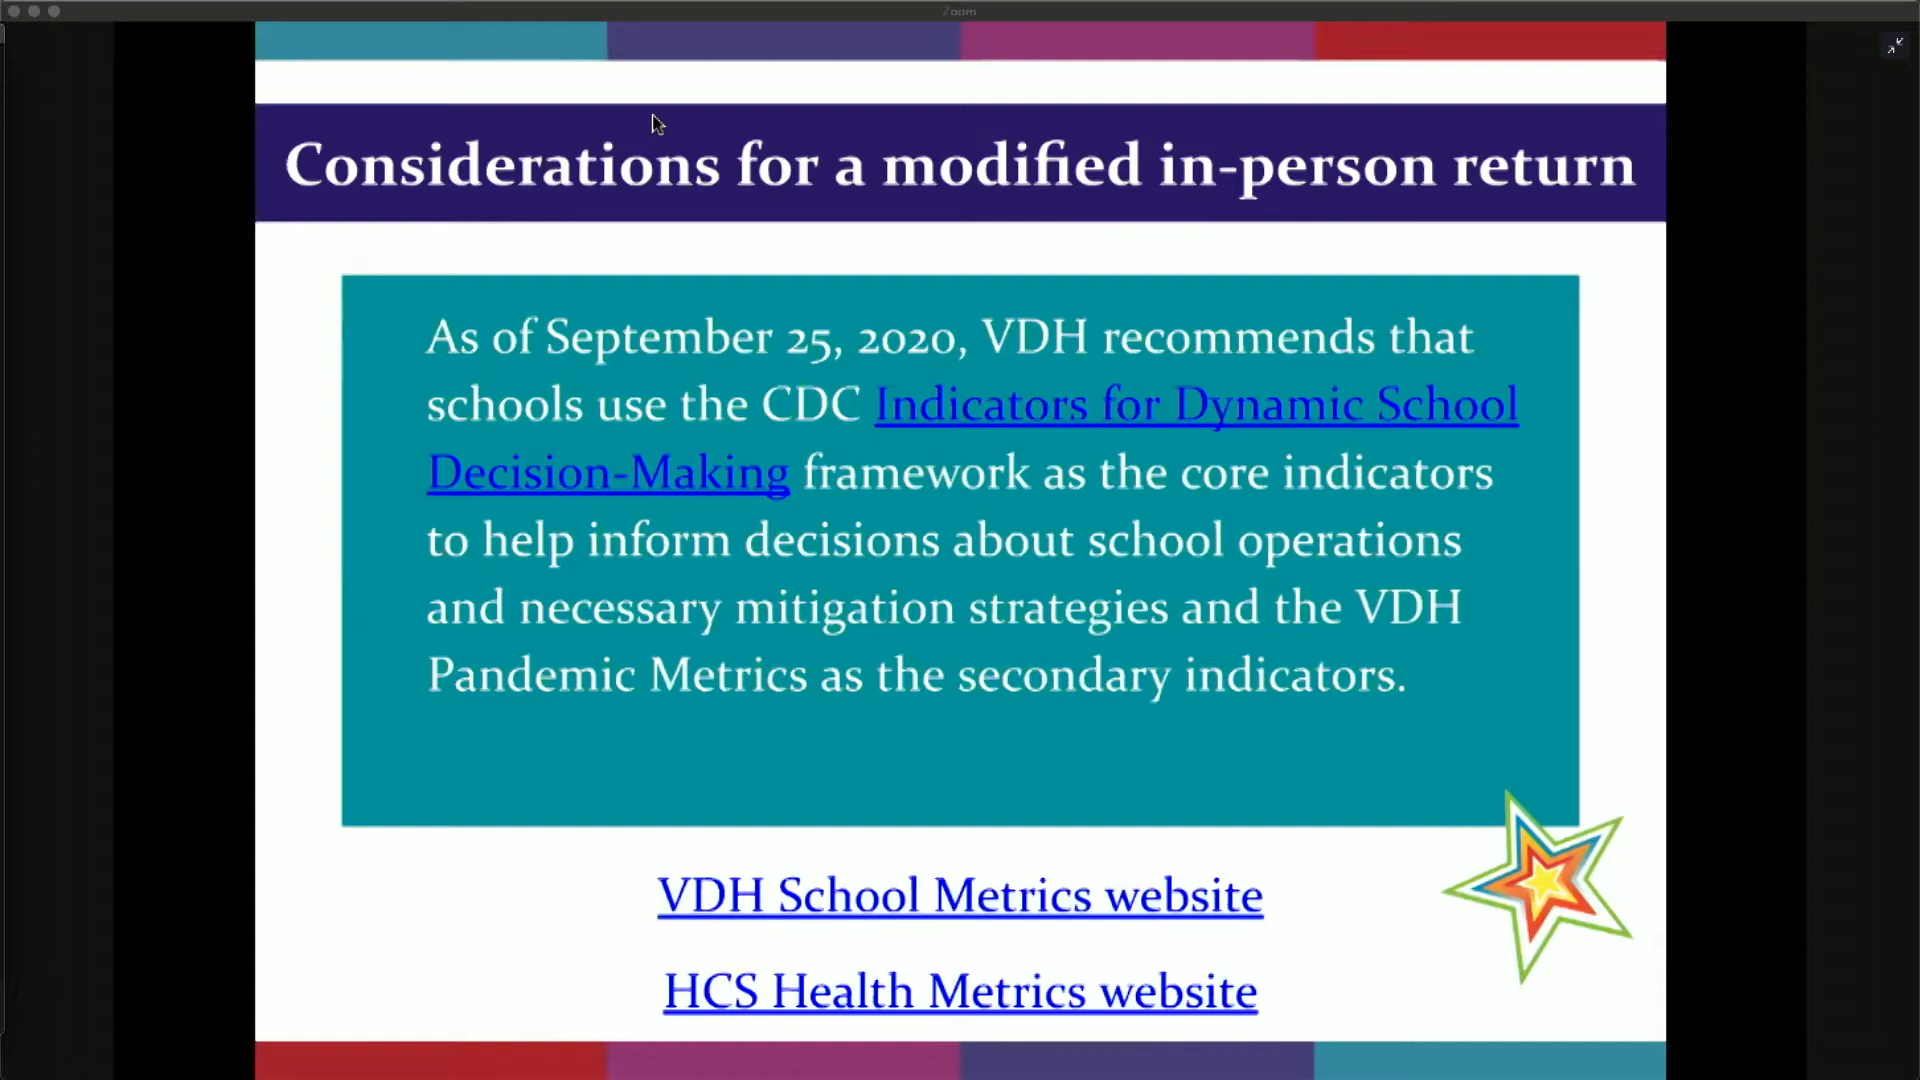 Zoom
Considerations for a modified in-person return
As of September 25, 2020, VDH recommends that
schools use the CDC Indicators for Dynamic School
Decision-Making framework as the core indicators
to help inform decisions about school operations
and necessary mitigation strategies and the VDH
Pandemic Metrics as the secondary indicators.
VDH School Metrics website
HCS Health Metrics website